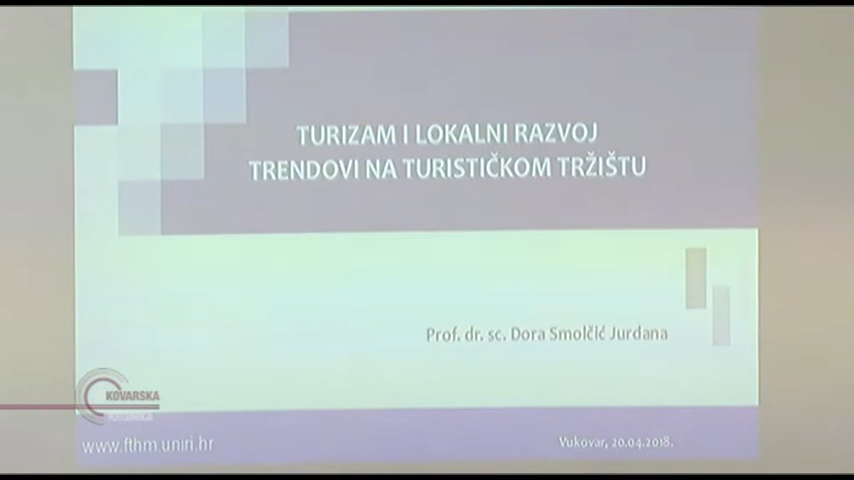 TURIZAM I LOKALNI RAZVOJ
TRENDOVI NA TURISTIČKOM TRŽIŠTU
Prof. dr. sc. Dora Smolčić Jurdana
KOVARSKA
www.fthm.uniri.hr
Vukovar, 20.04.2018.